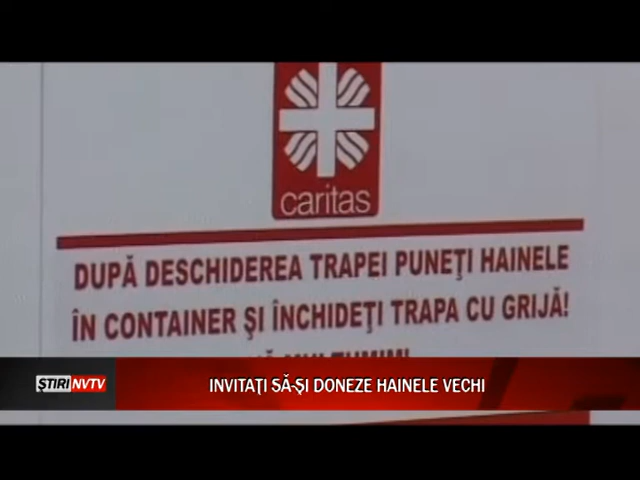 caritas
DUPĂ DESCHIDEREA TRAPEI PUNEŢI HAINELE
ÎN CONTAINER ŞI ÎNCHIDEŢI TRAPA CU GRIJĂ!
ŞTIRI NVTV
INVITAŢI SĂ-ŞI DONEZE HAINELE VECHI